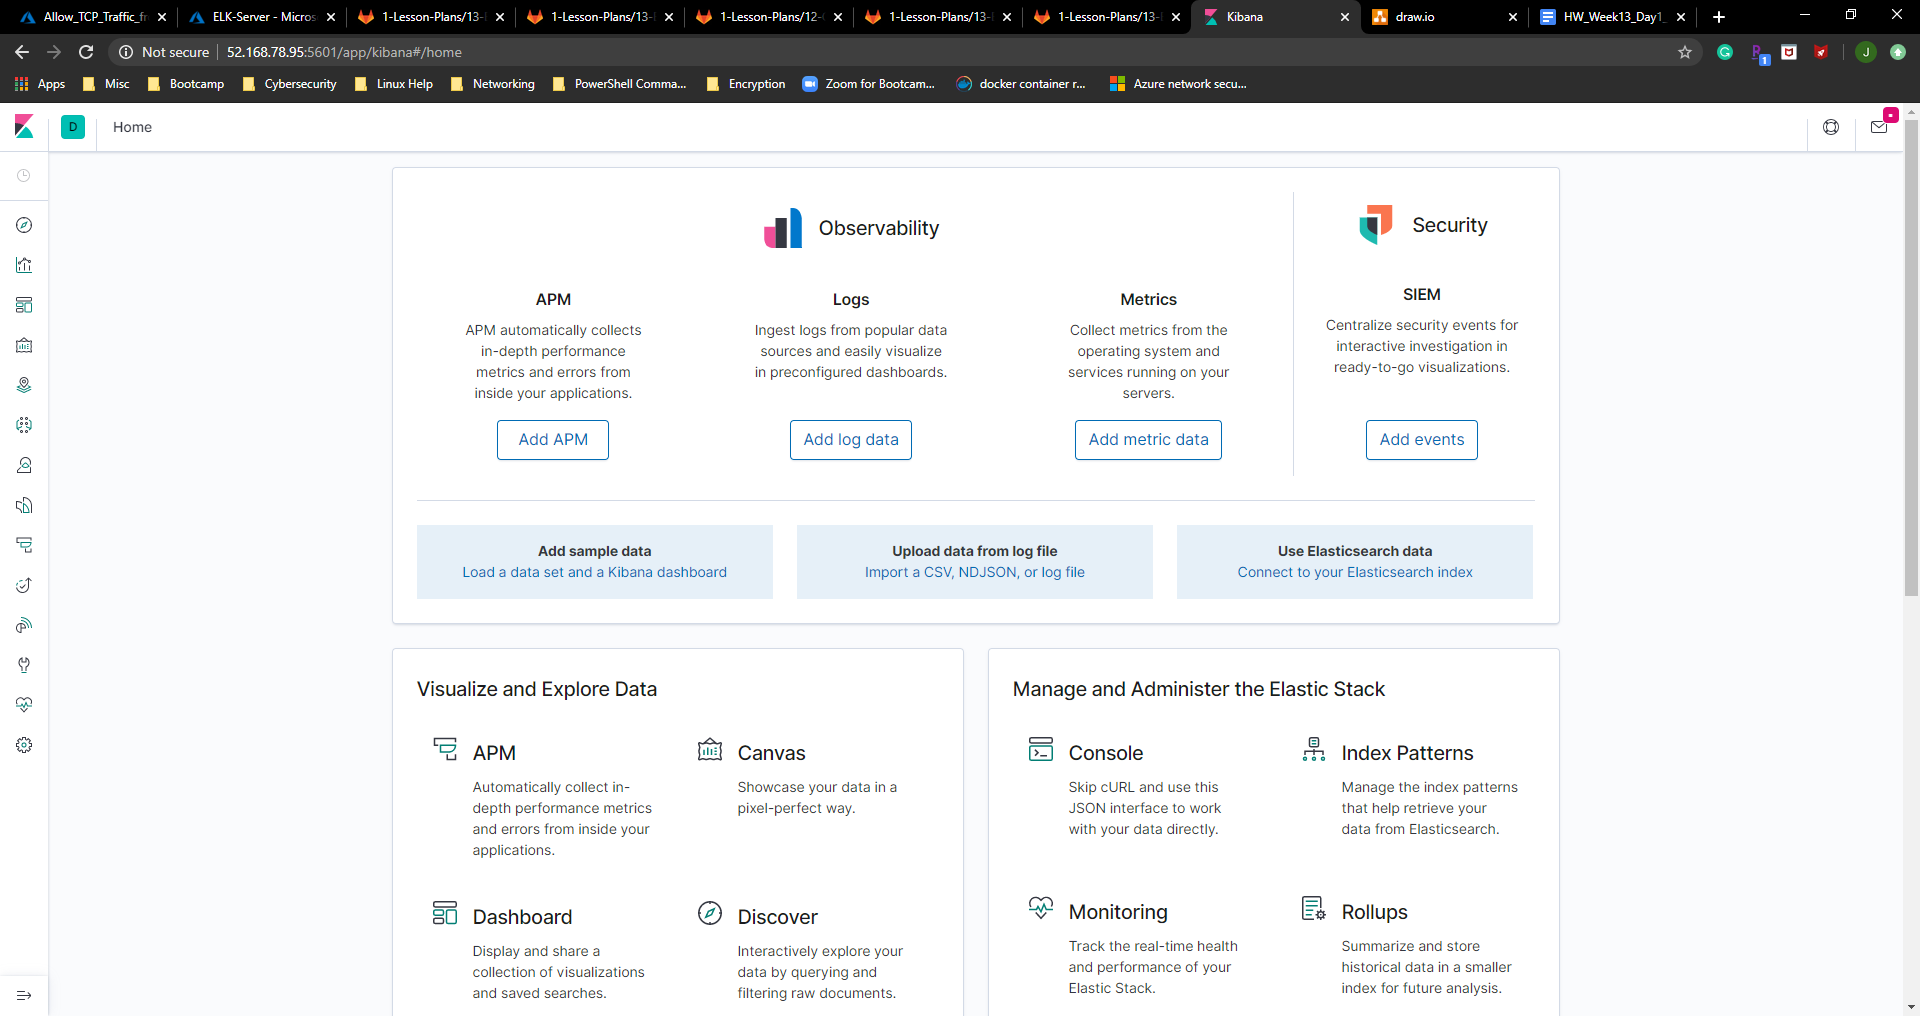 Allow_TCP_Traffic_fr
ELK-Server - Micros
1-Lesson-Plans/13-
1-Lesson-Plans/13-
1-Lesson-Plans/12-
1-Lesson-Plans/13-
1-Lesson-Plans/13-
Kibana
draw.io
HW_Week13_Day1_
Not secure
52.168.78.95:5601/app/kibana#/home
1
J
Apps
Misc
Bootcamp
Cybersecurity
Linux Help
Networking
PowerShell Comma...
Encryption
Zoom for Bootcam...
docker container r...
Azure network secu...
D
Home
Observability
APM
APM automatically collects
in-depth performance
metrics and errors from
inside your applications.
Add APM
Logs
Ingest logs from popular data
sources and easily visualize
in preconfigured dashboards.
Add log data
Metrics
Collect metrics from the
operating system and
services running on your
servers.
Add metric data
Security
SIEM
Centralize security events for
interactive investigation in
ready-to-go visualizations.
Add events
Add sample data
Load a data set and a Kibana dashboard
Upload data from log file
Import a CSV, NDJSON, or log file
Use Elasticsearch data
Connect to your Elasticsearch index
Visualize and Explore Data
APM
Automatically collect in-
depth performance metrics
and errors from inside your
applications.
Canvas
Showcase your data in a
pixel-perfect way.
Dashboard
Display and share a
collection of visualizations
and saved searches.
Discover
Interactively explore your
data by querying and
filtering raw documents.
Manage and Administer the Elastic Stack
Console
Skip cURL and use this
JSON interface to work
with your data directly.
Index Patterns
Manage the index patterns
that help retrieve your
data from Elasticsearch.
Monitoring
Track the real-time health
and performance of your
Elastic Stack.
Rollups
Summarize and store
historical data in a smaller
index for future analysis.